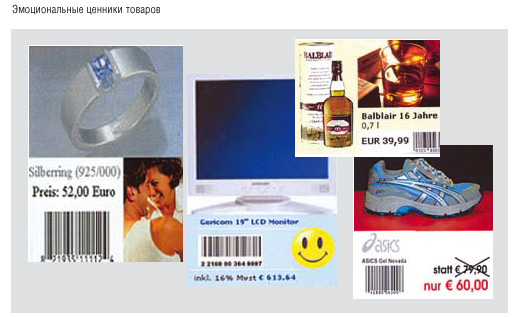 Эмоциональные ценники товаров
Silberring (925/000)
Preis: 52,00 Euro
Gericom 19" LCD Monitor
inkl. 16% Mwst € 613.64
BALBLAIR
Balblair 16 Jahre
0,7 l
EUR 39,99
asics
ASICS Gel Nevada
statt € 79,90
nur € 60,00